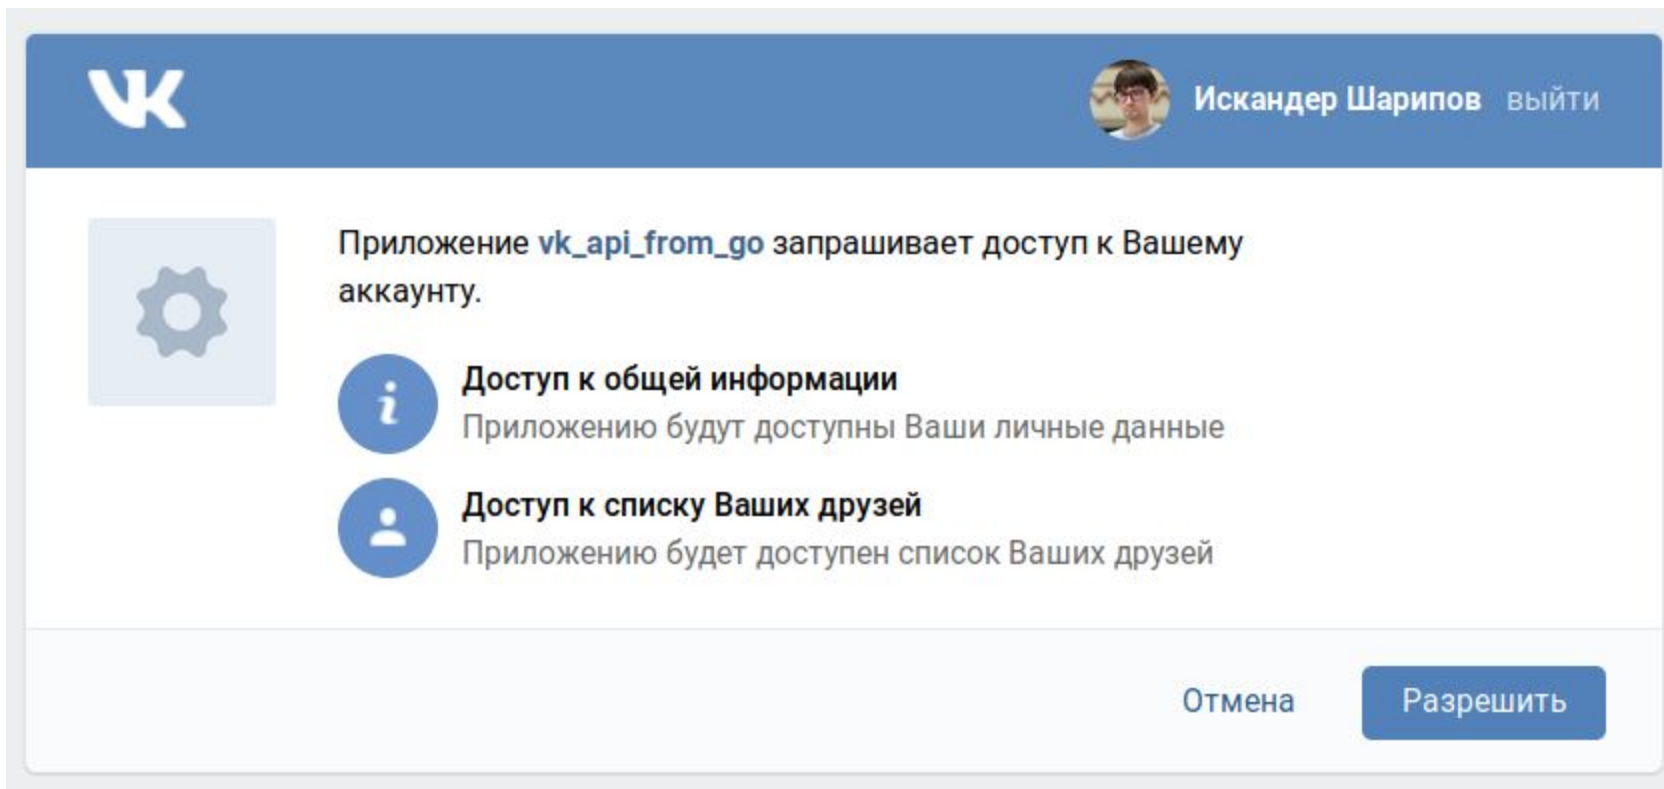 VK
Искандер Шарипов выйти
Приложение vk_api_from_go запрашивает доступ к Вашему
аккаунту.
Доступ к общей информации
Приложению будут доступны Ваши личные данные
Доступ к списку Ваших друзей
Приложению будет доступен список Ваших друзей
Отмена Разрешить